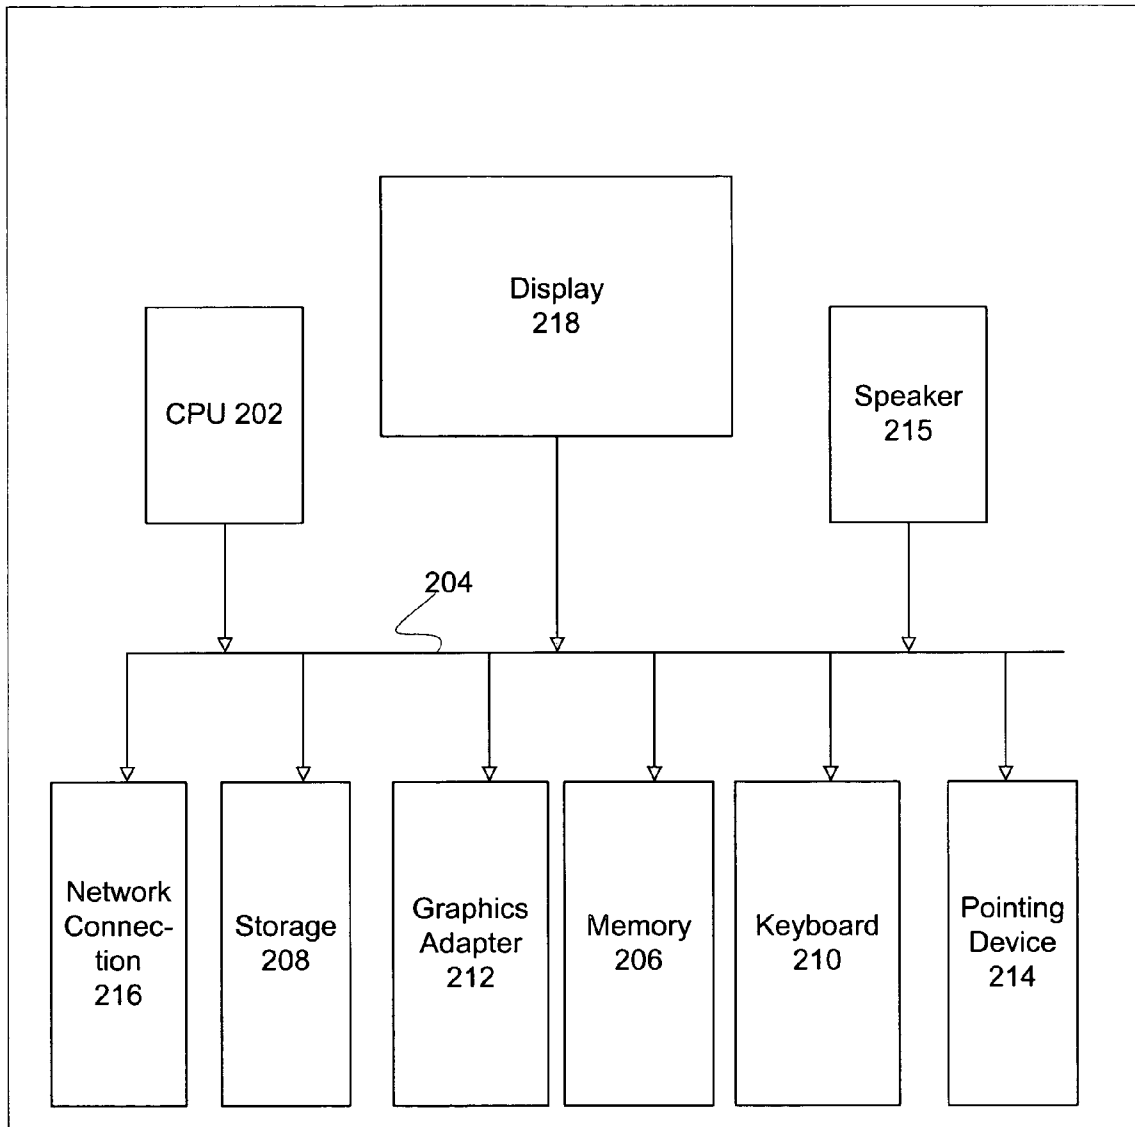 Display
218
CPU 202
Speaker
215
204
Network
Connec-
tion
216
Storage
208
Graphics
Adapter
212
Memory
206
Keyboard
210
Pointing
Device
214